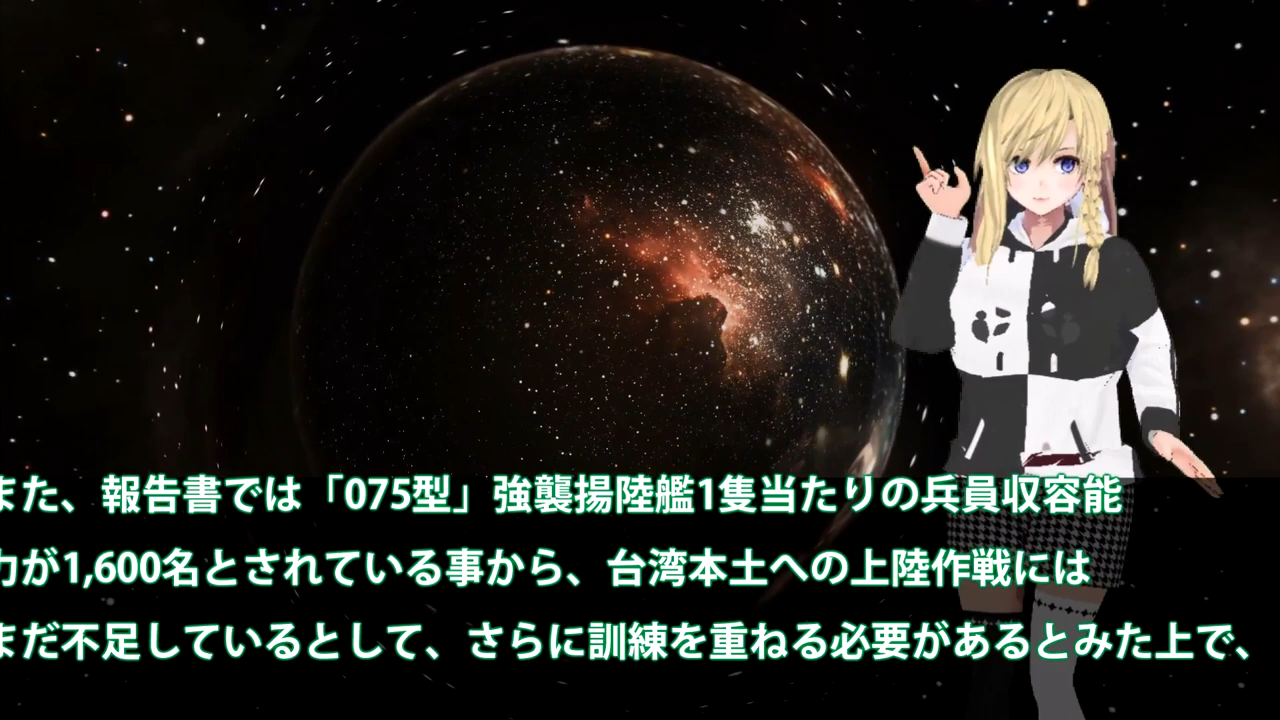 また、報告書では「075型」強襲揚陸艦1隻当たりの兵員収容能
力が1,600名とされている事から、台湾本土への上陸作戦には
まだ不足しているとして、さらに訓練を重ねる必要があるとみた上で、